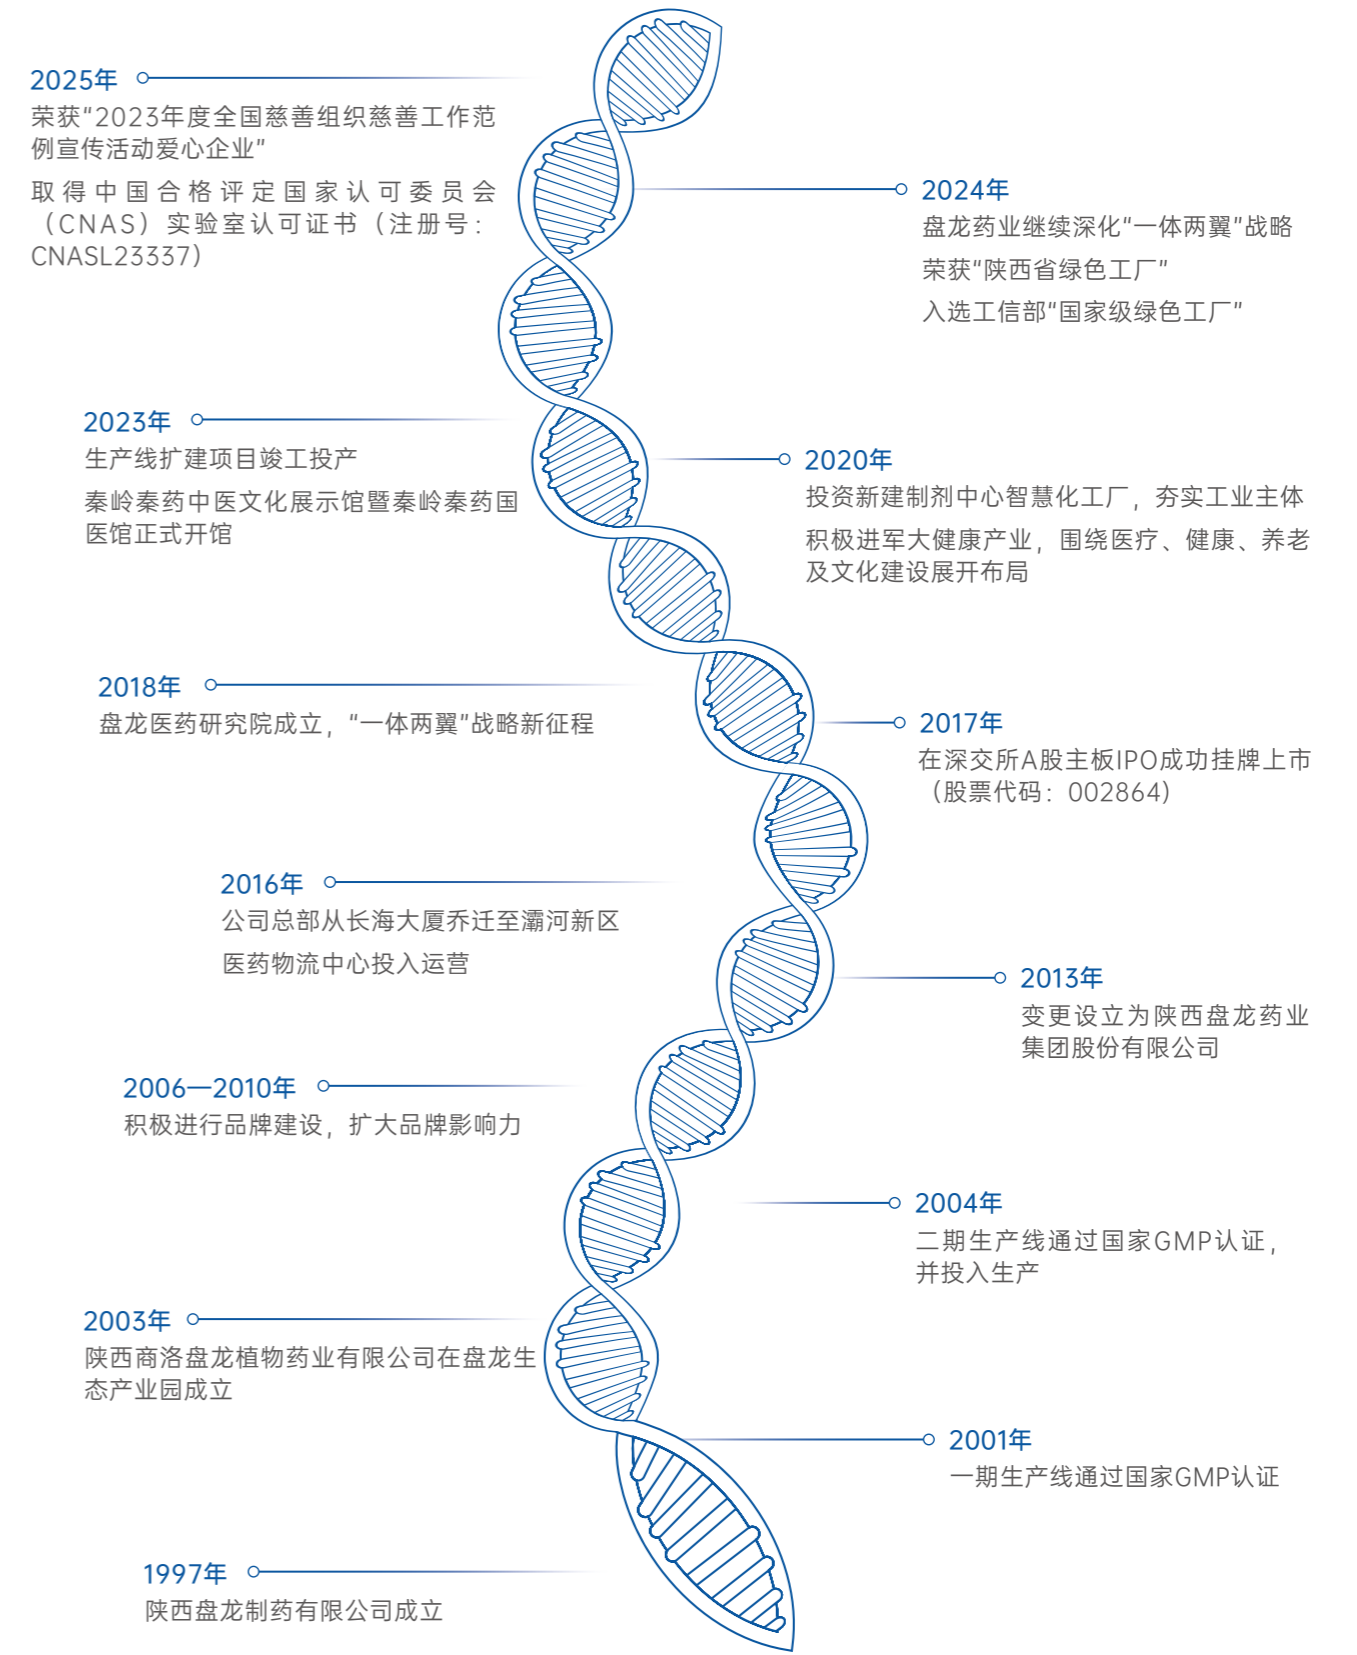 2025年
荣获“2023年度全国慈善组织慈善工作范
例宣传活动爱心企业”
取得中国合格评定国家认可委员会
（CNAS）实验室认可证书（注册号：
CNASL23337）
2024年
盘龙药业继续深化“一体两翼”战略
荣获“陕西省绿色工厂”
入选工信部“国家级绿色工厂”
2023年
生产线扩建项目竣工投产
秦岭秦药中医文化展示馆暨秦岭秦药国
医馆正式开馆
2020年
投资新建制剂中心智慧化工厂，夯实工业主体
积极进军大健康产业，围绕医疗、健康、养老
及文化建设展开布局
2018年
盘龙医药研究院成立，“一体两翼”战略新征程
2017年
在深交所A股主板IPO成功挂牌上市
（股票代码：002864）
2016年
公司总部从长海大厦乔迁至灞河新区
医药物流中心投入运营
2013年
变更设立为陕西盘龙药业
集团股份有限公司
2006—2010年
积极进行品牌建设，扩大品牌影响力
2004年
二期生产线通过国家GMP认证，
并投入生产
2003年
陕西商洛盘龙植物药业有限公司在盘龙生
态产业园成立
2001年
一期生产线通过国家GMP认证
1997年
陕西盘龙制药有限公司成立